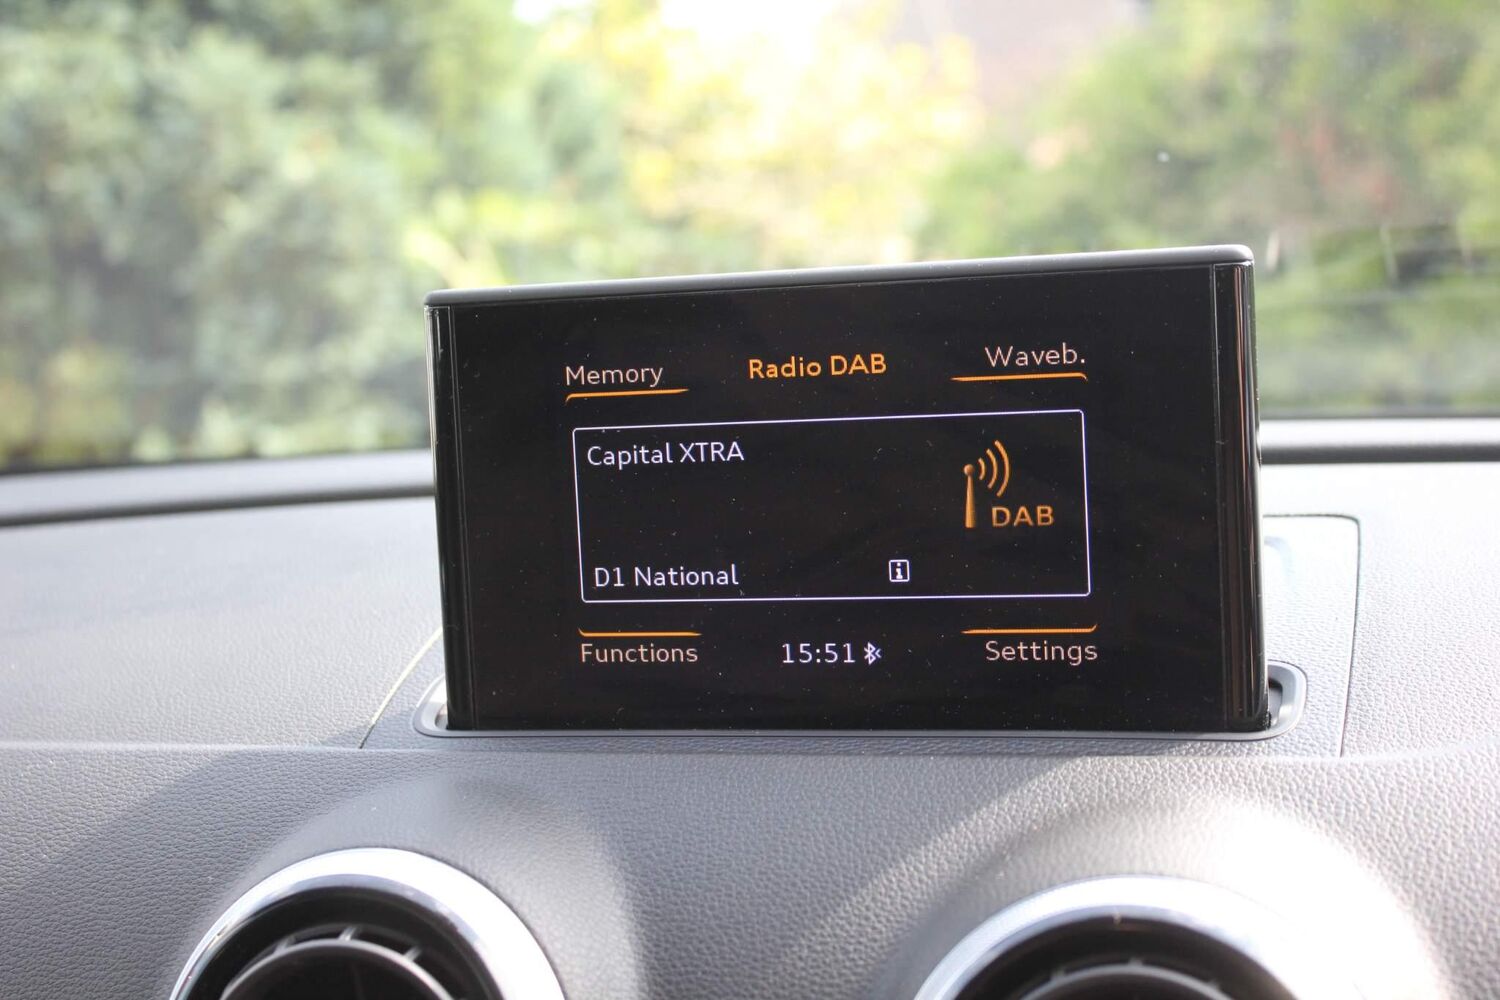 Memory
Radio DAB
Waveb.
Capital XTRA
DAB
D1 National
i
Functions
15:51
Settings